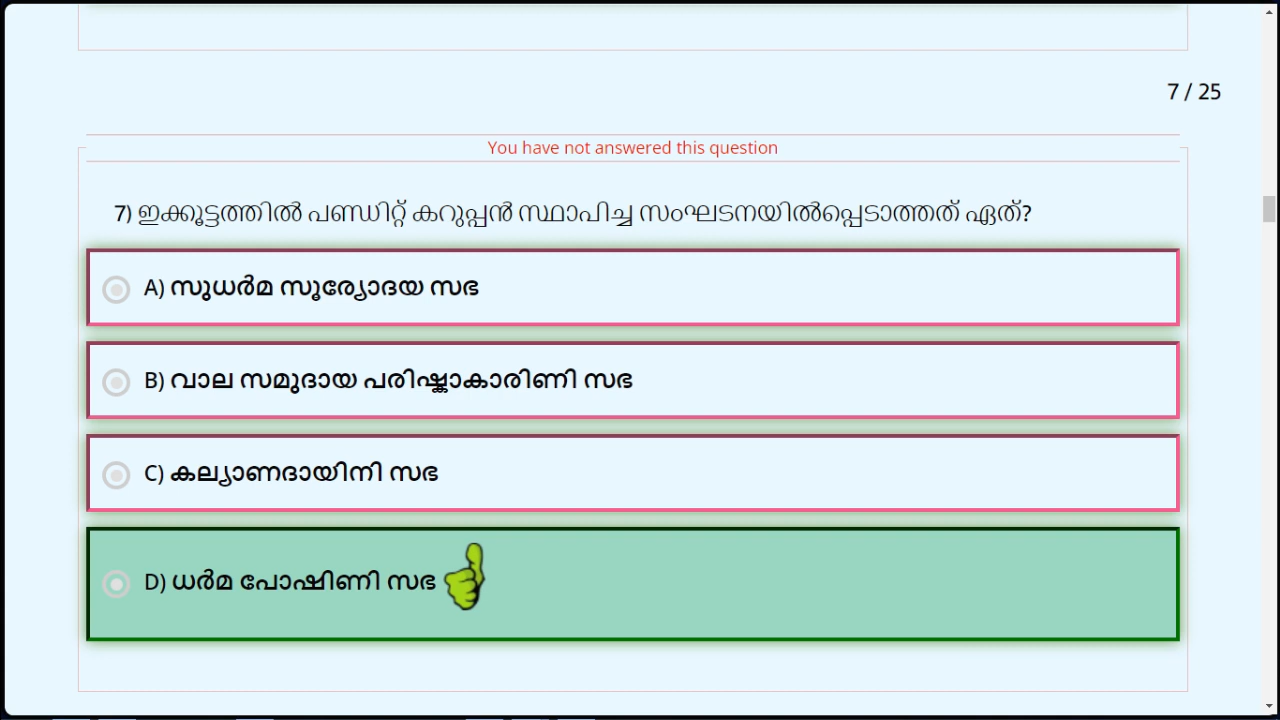 7 / 25
You have not answered this question
7) ഇക്കൂട്ടത്തിൽ പണ്ഡിറ്റ് കറുപ്പൻ സ്ഥാപിച്ച സംഘടനയിൽപ്പെടാത്തത് ഏത്?
A) സുധർമ സൂര്യോദയ സഭ
B) വാല സമുദായ പരിഷ്കാകാരിണി സഭ
C) കല്യാണദായിനി സഭ
D) ധർമ പോഷിണി സഭ